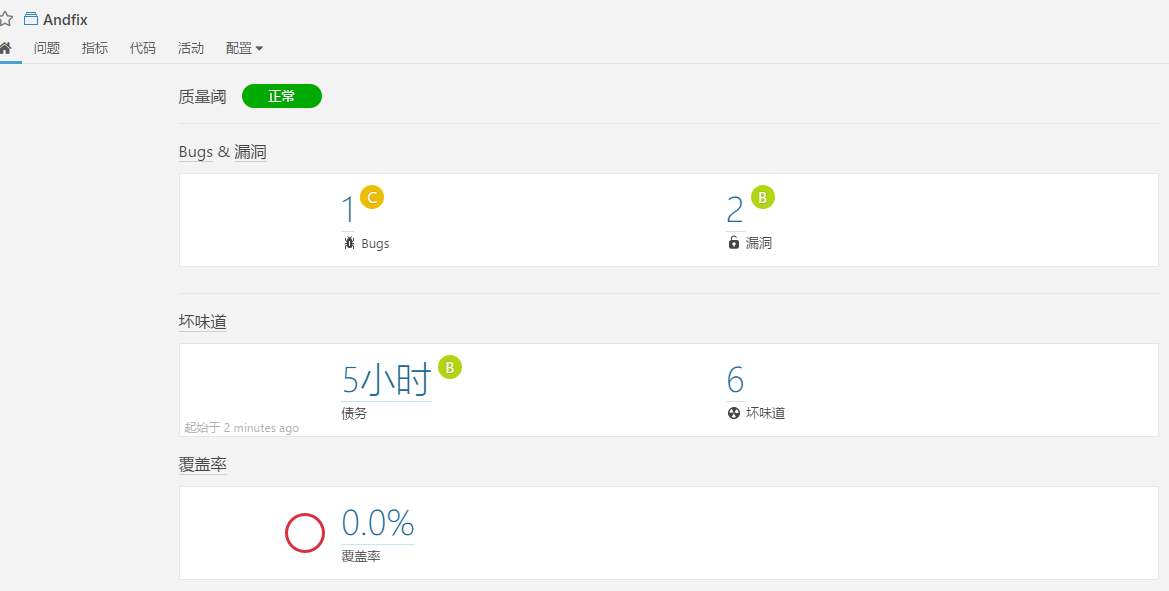 Andfix
问题 指标 代码 活动 配置
质量阈 正常
Bugs & 漏洞
1 C 2 B
Bugs 漏洞
坏味道
5小时 B 6
债务 坏味道
起始于 2 minutes ago
覆盖率
0.0%
覆盖率